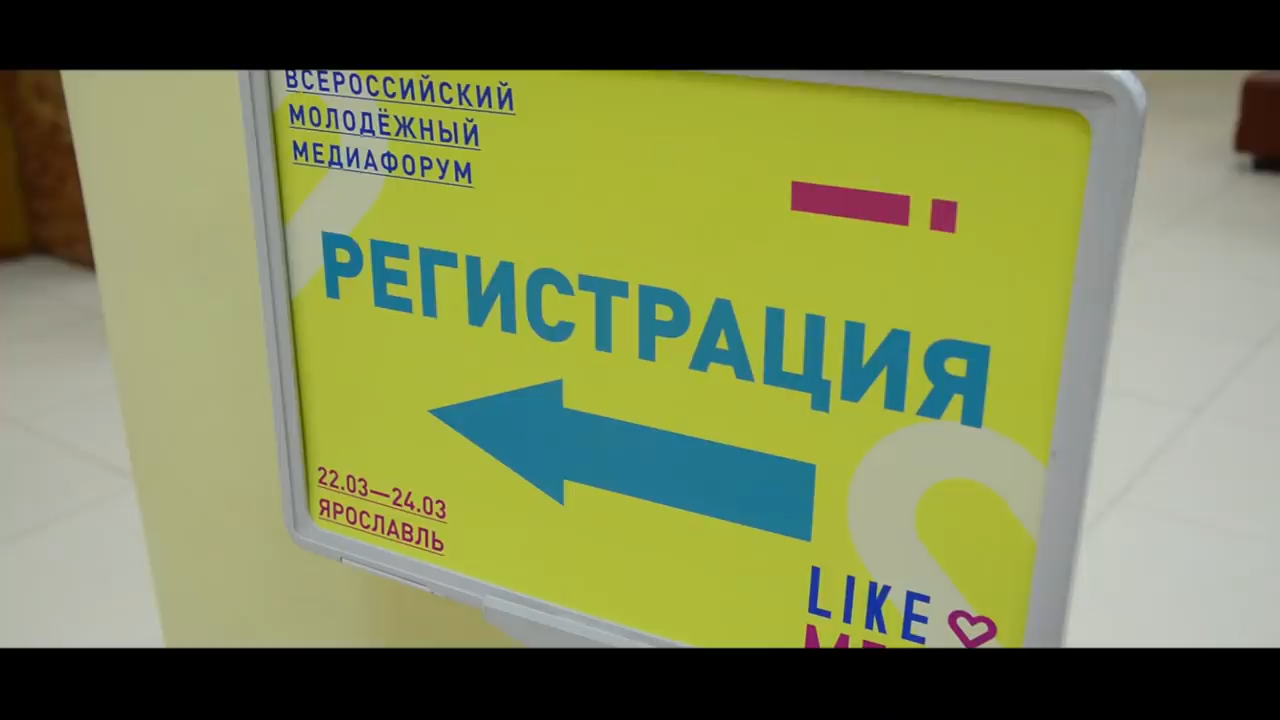 ВСЕРОССИЙСКИЙ
МОЛОДЁЖНЫЙ
МЕДИАФОРУМ
РЕГИСТРАЦИЯ
22.03—24.03
ЯРОСЛАВЛЬ
LIKE